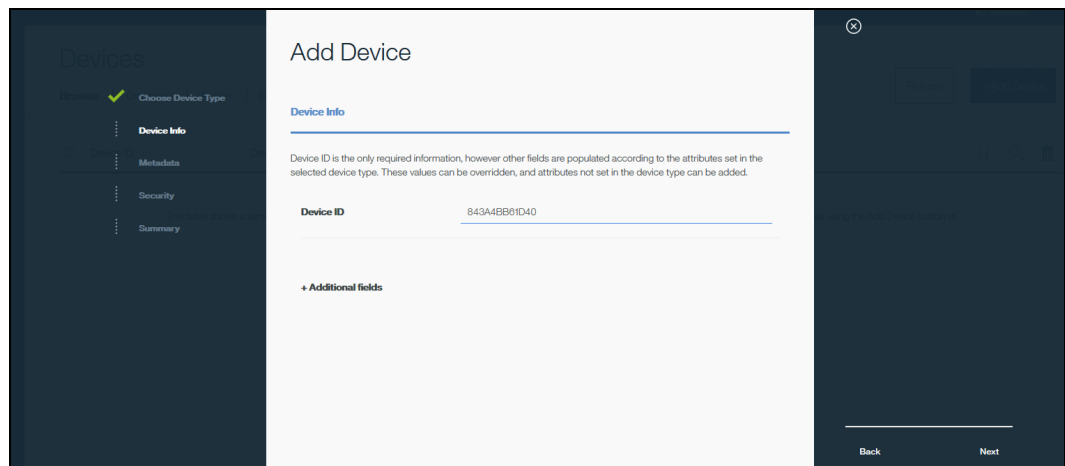 Add Device
Devices
Choose Device Type
Device Info
Metadata
Security
Summary
Device Info
Device ID is the only required information, however other fields are populated according to the attributes set in the
selected device type. These values can be overridden, and attributes not set in the device type can be added.
Device ID
843A4BB61D40
+ Additional fields
Back
Next